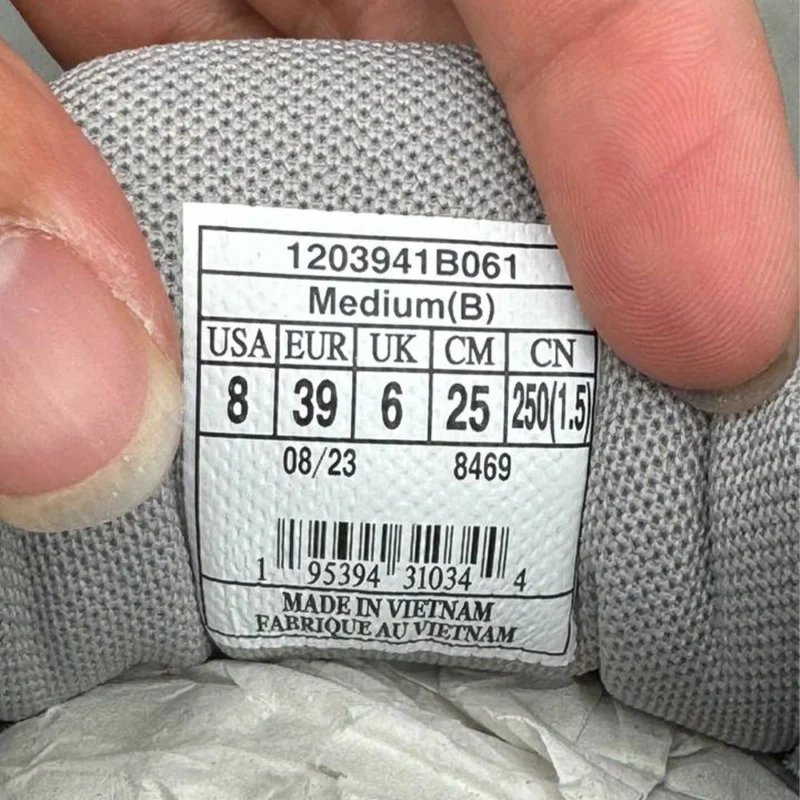 1203941B061
Medium(B)
USA EUR UK CM CN
8 39 6 25 250(1.5)
08/23 8469
1 95394 31034 4
MADE IN VIETNAM
FABRIQUE AU VIETNAM